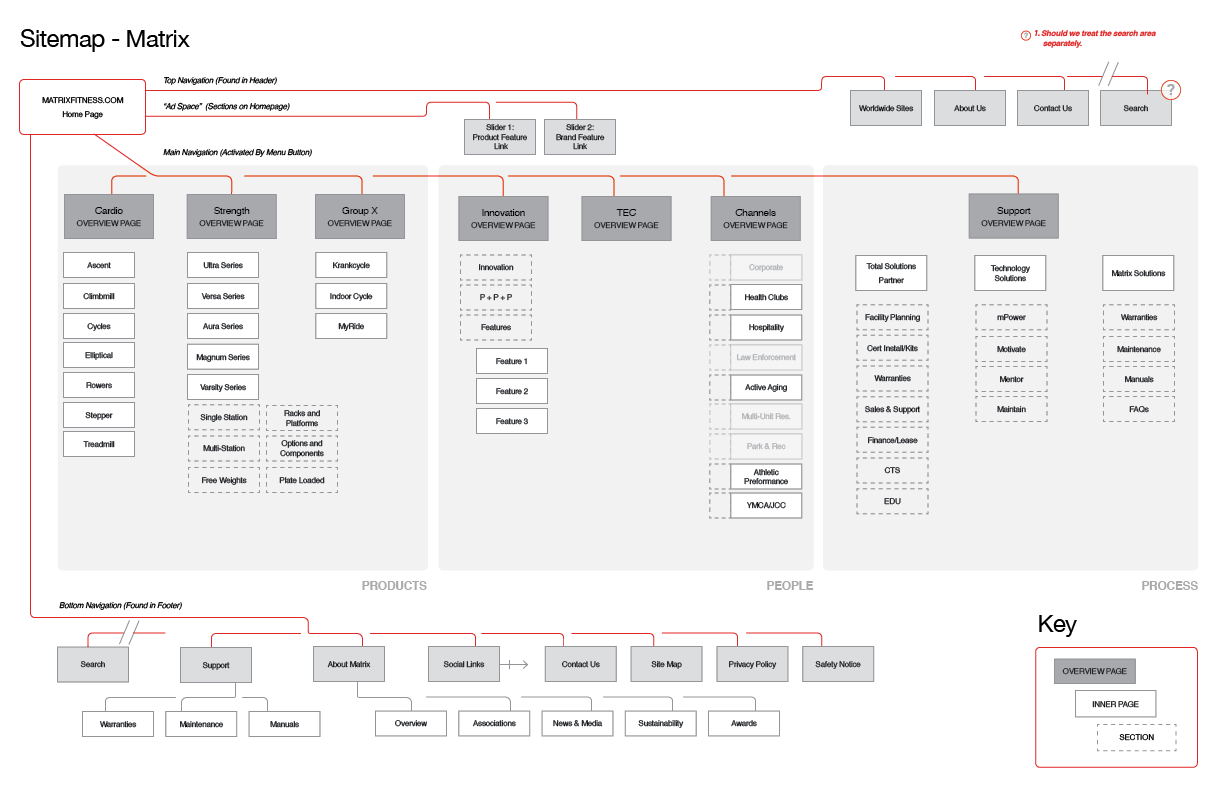 Sitemap - Matrix
? 1. Should we treat the search area
separately.
Top Navigation (Found in Header)
MATRIXFITNESS.COM
Home Page
"Ad Space" (Sections on Homepage)
Worldwide Sites
About Us
Contact Us
Search
?
Slider 1:
Product Feature
Link
Slider 2:
Brand Feature
Link
Main Navigation (Activated By Menu Button)
Cardio
OVERVIEW PAGE
Strength
OVERVIEW PAGE
Group X
OVERVIEW PAGE
Innovation
OVERVIEW PAGE
TEC
OVERVIEW PAGE
Channels
OVERVIEW PAGE
Support
OVERVIEW PAGE
Ascent
Climbmill
Cycles
Elliptical
Rowers
Stepper
Treadmill
Ultra Series
Versa Series
Aura Series
Magnum Series
Varsity Series
Single Station
Multi-Station
Free Weights
Racks and
Platforms
Options and
Components
Plate Loaded
Krankcycle
Indoor Cycle
MyRide
Innovation
P + P + P
Features
Feature 1
Feature 2
Feature 3
Corporate
Health Clubs
Hospitality
Law Enforcement
Active Aging
Multi-Unit Res.
Park & Rec
Athletic
Preformance
YMCA/JCC
Total Solutions
Partner
Facility Planning
Cert Install/Kits
Warranties
Sales & Support
Finance/Lease
CTS
EDU
Technology
Solutions
mPower
Motivate
Mentor
Maintain
Matrix Solutions
Warranties
Maintenance
Manuals
FAQs
PRODUCTS
PEOPLE
PROCESS
Bottom Navigation (Found in Footer)
Search
Support
About Matrix
Social Links
Contact Us
Site Map
Privacy Policy
Safety Notice
Warranties
Maintenance
Manuals
Overview
Associations
News & Media
Sustainability
Awards
Key
OVERVIEW PAGE
INNER PAGE
SECTION